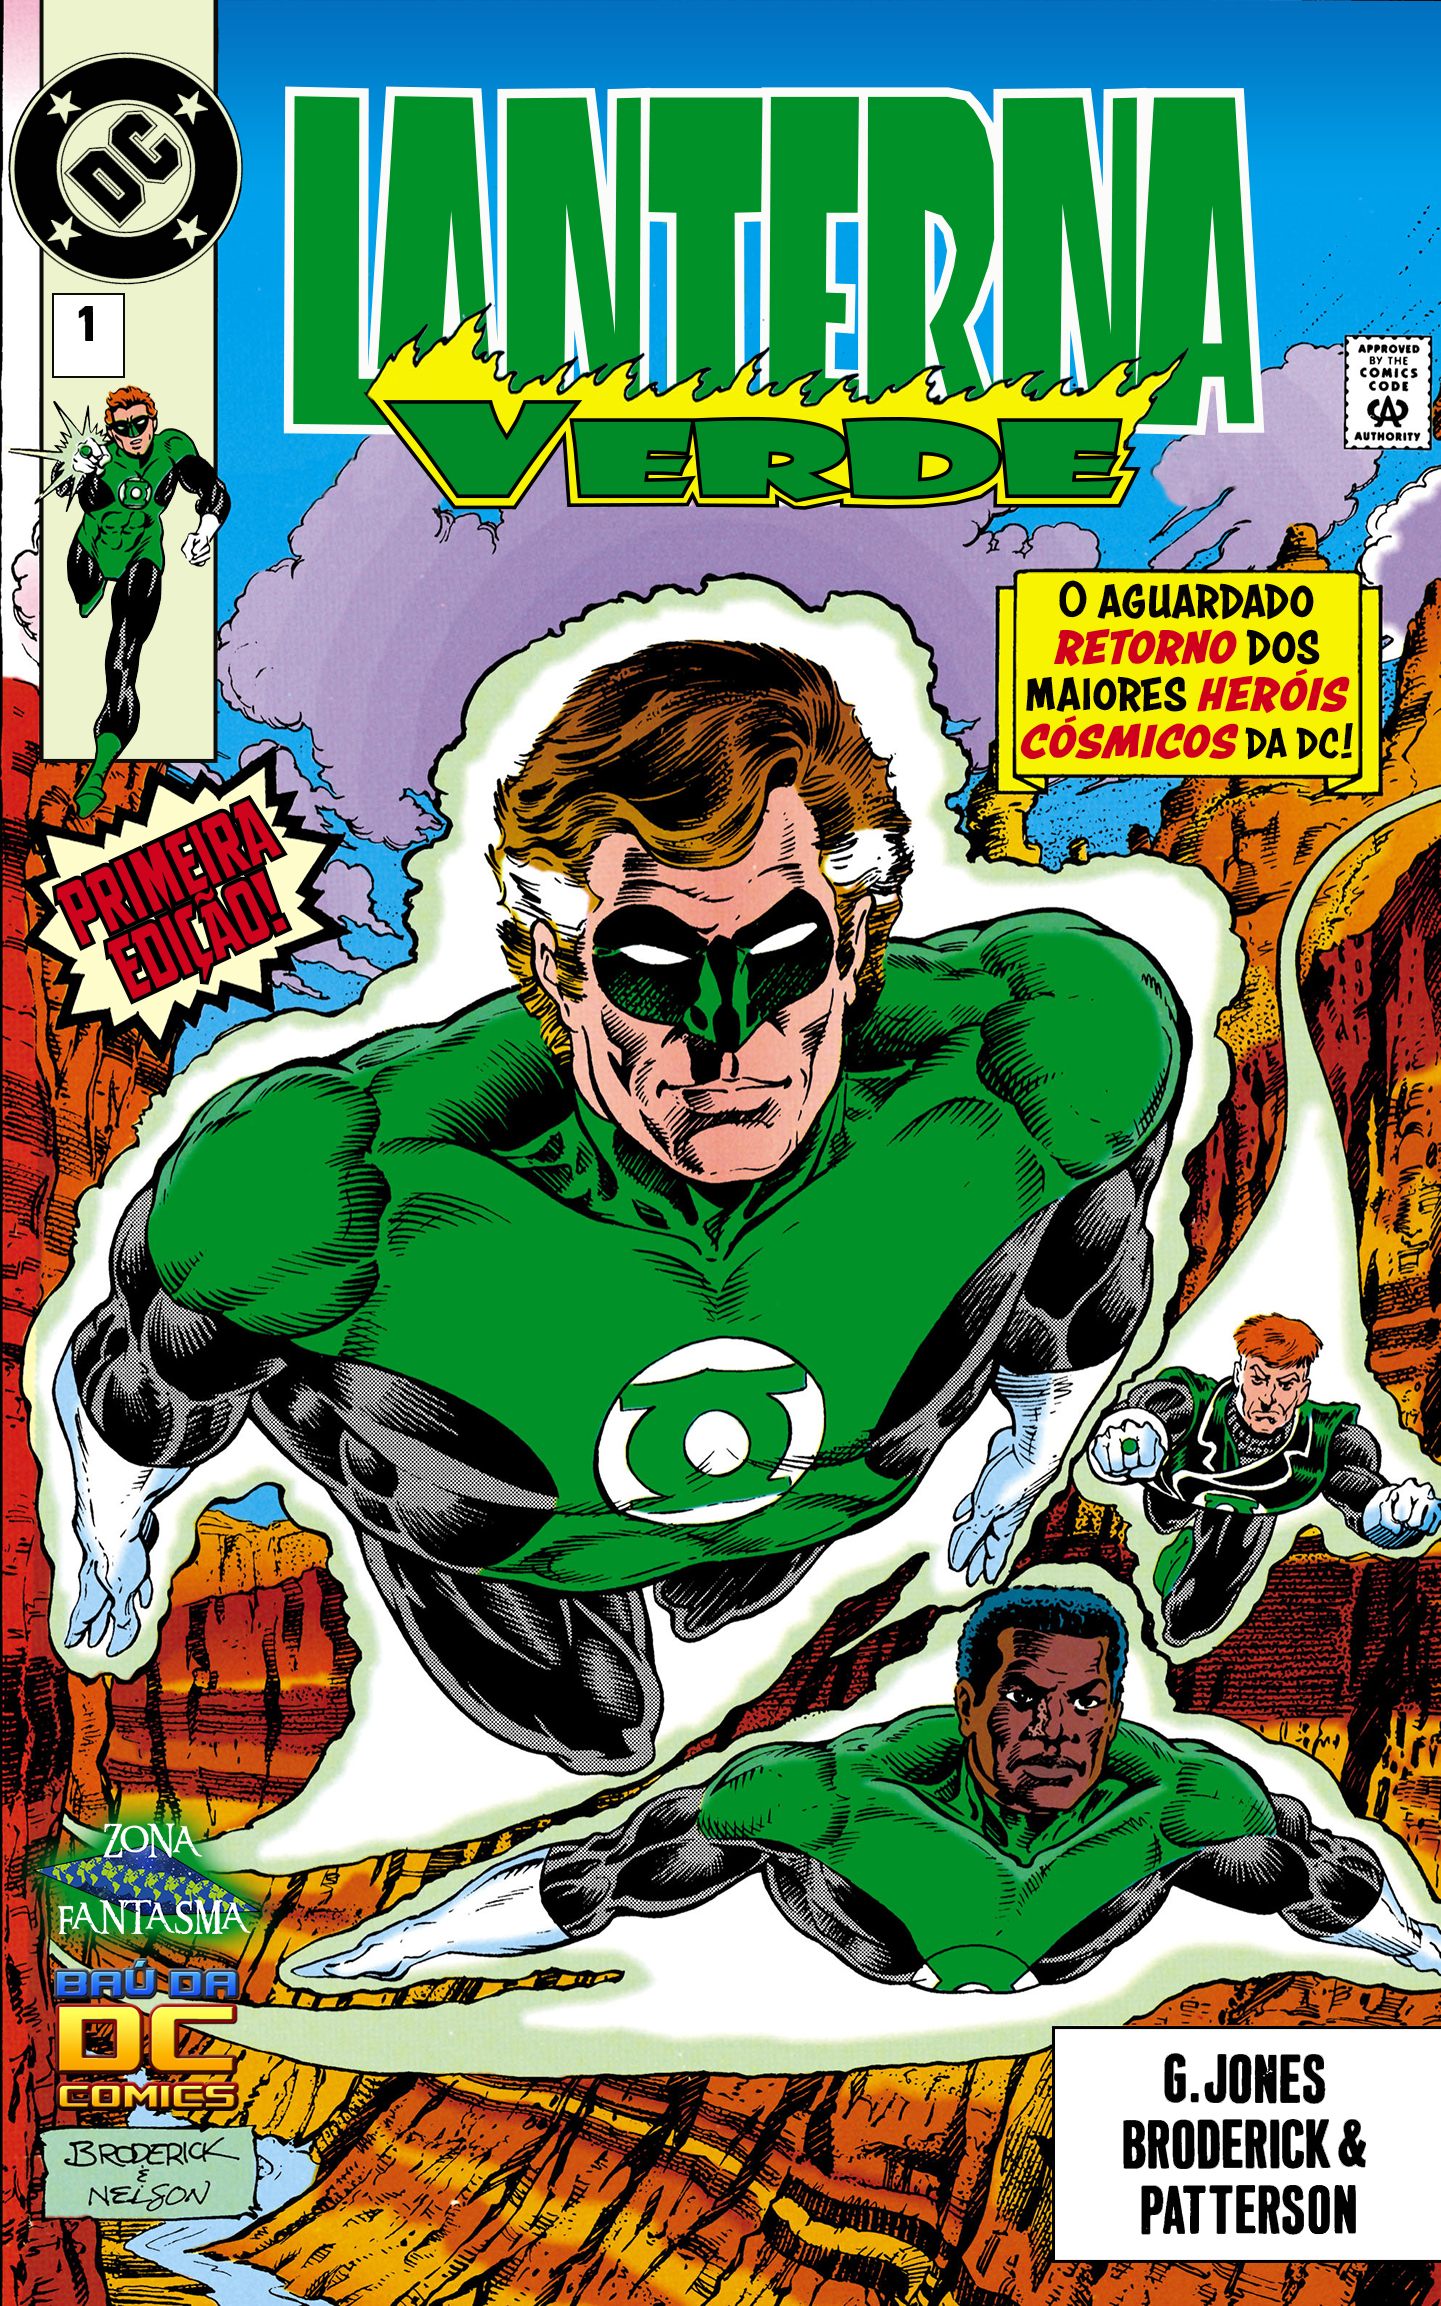 DC
1
LANTERNA
VERDE
APPROVED
BY THE
COMICS
CODE
CA
AUTHORITY
O AGUARDADO
RETORNO DOS
MAIORES HERÓIS
CÓSMICOS DA DC!
PRIMEIRA
EDIÇÃO!
ZONA
FANTASMA
BAÚ DA
DC
COMICS
BRODERICK
&
NELSON
G. JONES
BRODERICK &
PATTERSON